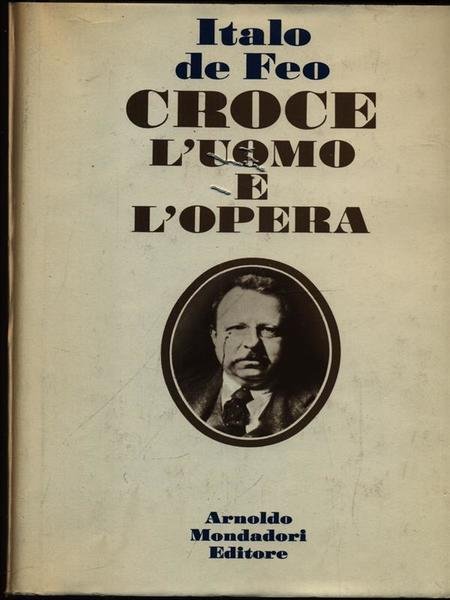 Italo
de Feo
CROCE
L'UOMO
E
L'OPERA
Arnoldo
Mondadori
Editore